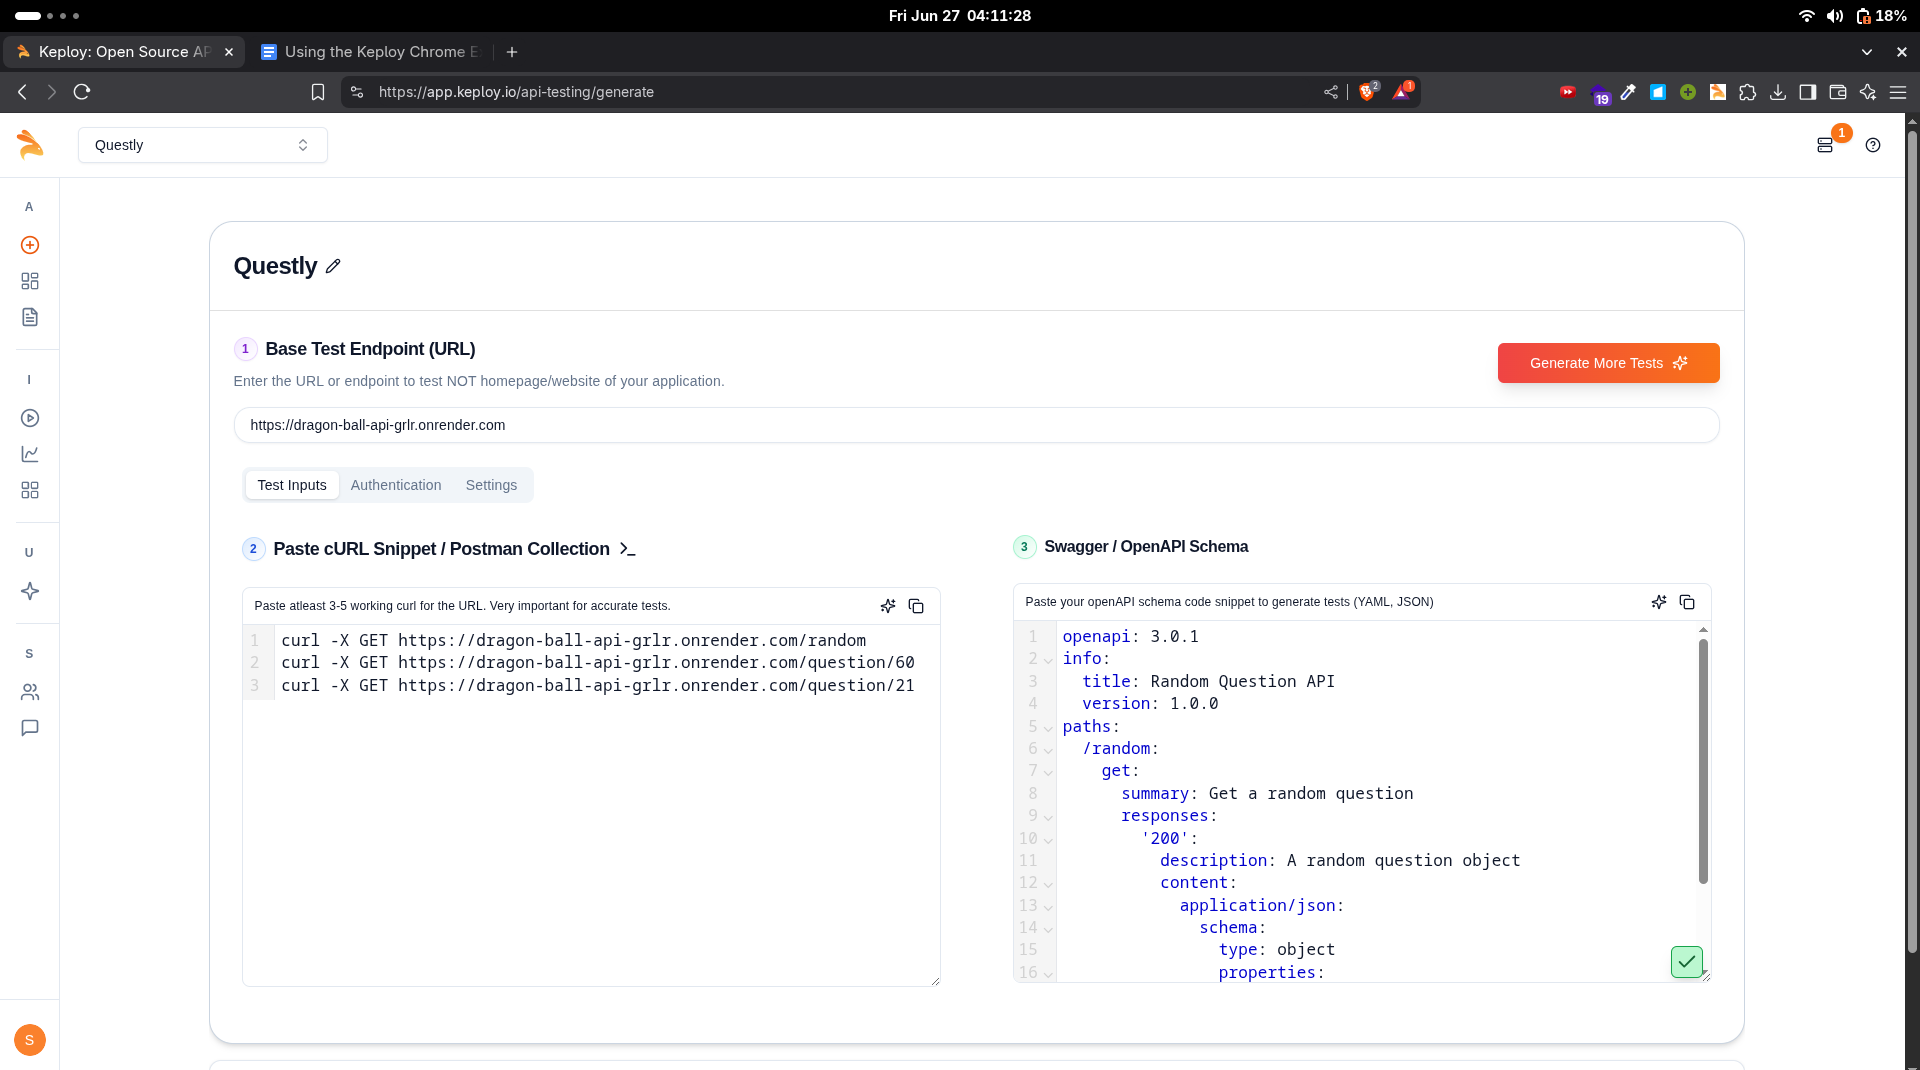 Fri Jun 27 04:11:28
18%
Keploy: Open Source AP
Using the Keploy Chrome E
https://app.keploy.io/api-testing/generate
2
1
19
Questly
1
A
I
U
S
S
Questly
1 Base Test Endpoint (URL)
Enter the URL or endpoint to test NOT homepage/website of your application.
Generate More Tests
https://dragon-ball-api-grlr.onrender.com
Test Inputs Authentication Settings
2 Paste cURL Snippet / Postman Collection
Paste atleast 3-5 working curl for the URL. Very important for accurate tests.
1 curl -X GET https://dragon-ball-api-grlr.onrender.com/random
2 curl -X GET https://dragon-ball-api-grlr.onrender.com/question/60
3 curl -X GET https://dragon-ball-api-grlr.onrender.com/question/21
3 Swagger / OpenAPI Schema
Paste your openAPI schema code snippet to generate tests (YAML, JSON)
1 openapi: 3.0.1
2 info:
3 title: Random Question API
4 version: 1.0.0
5 paths:
6 /random:
7 get:
8 summary: Get a random question
9 responses:
10 '200':
11 description: A random question object
12 content:
13 application/json:
14 schema:
15 type: object
16 properties: